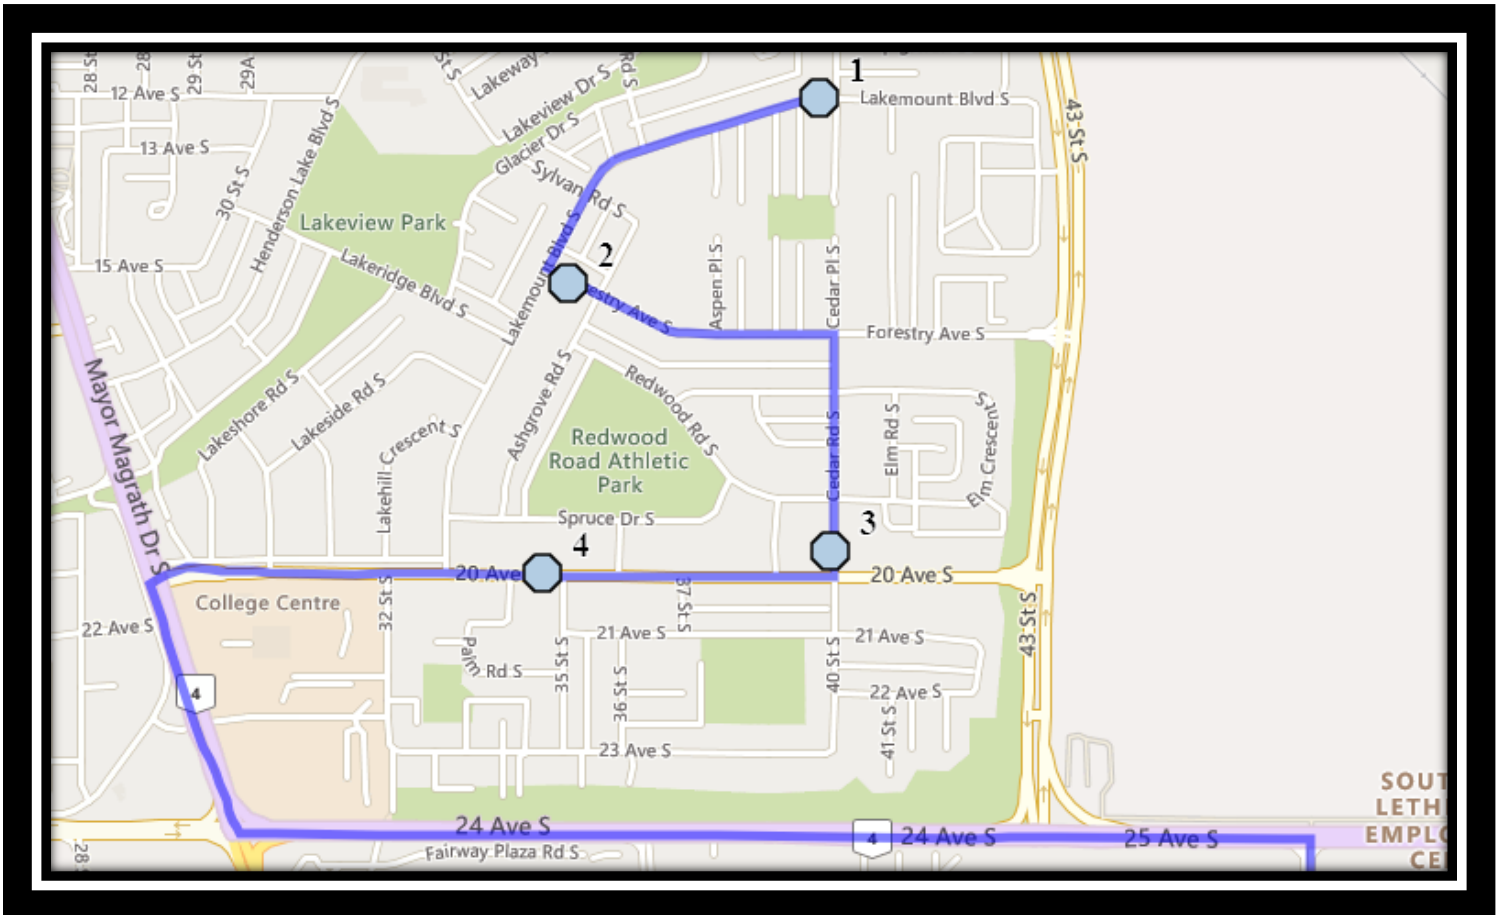 28 St
28
29 St
29A
St S
Lakeway
Rd S
1
12 Ave S
Lakeview Dr S
Lakemount Blvd S
43 St S
Henderson Lake Blvd S
Glacier Dr S
13 Ave S
30 St S
Sylvan Rd S
Lakeview Park
2
Lakemount Blvd S
15 Ave S
Lakeridge Blvd S
estry Ave S
Aspen Pl S
Cedar Pl S
Forestry Ave S
Mayor Magrath Dr S
Lakeshore Rd S
Lakeside Rd S
Ashgrove Rd S
Redwood Rd S
Redwood
Road Athletic
Park
Lakehill Crescent S
Cedar Rd S
Elm Rd S
Elm Crescent S
Spruce Dr S
3
4
20 Ave
20 Ave S
College Centre
32 St S
37 St S
22 Ave S
21 Ave S
21 Ave S
43 St S
Palm Rd S
35 St S
36 St S
40 St S
4
22 Ave S
41 St S
23 Ave S
SOUT
LETH
EMPLO
CE
24 Ave S
4
24 Ave S
25 Ave S
28
Fairway Plaza Rd S